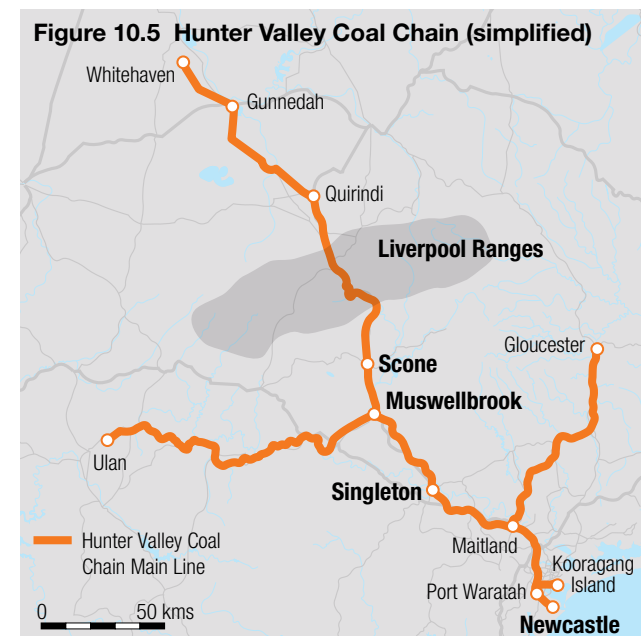 Figure 10.5 Hunter Valley Coal Chain (simplified)
Whitehaven
Gunnedah
Quirindi
Liverpool Ranges
Gloucester
Scone
Muswellbrook
Ulan
Singleton
Maitland
Hunter Valley Coal
Chain Main Line
Kooragang
Island
Port Waratah
0 50 kms
Newcastle